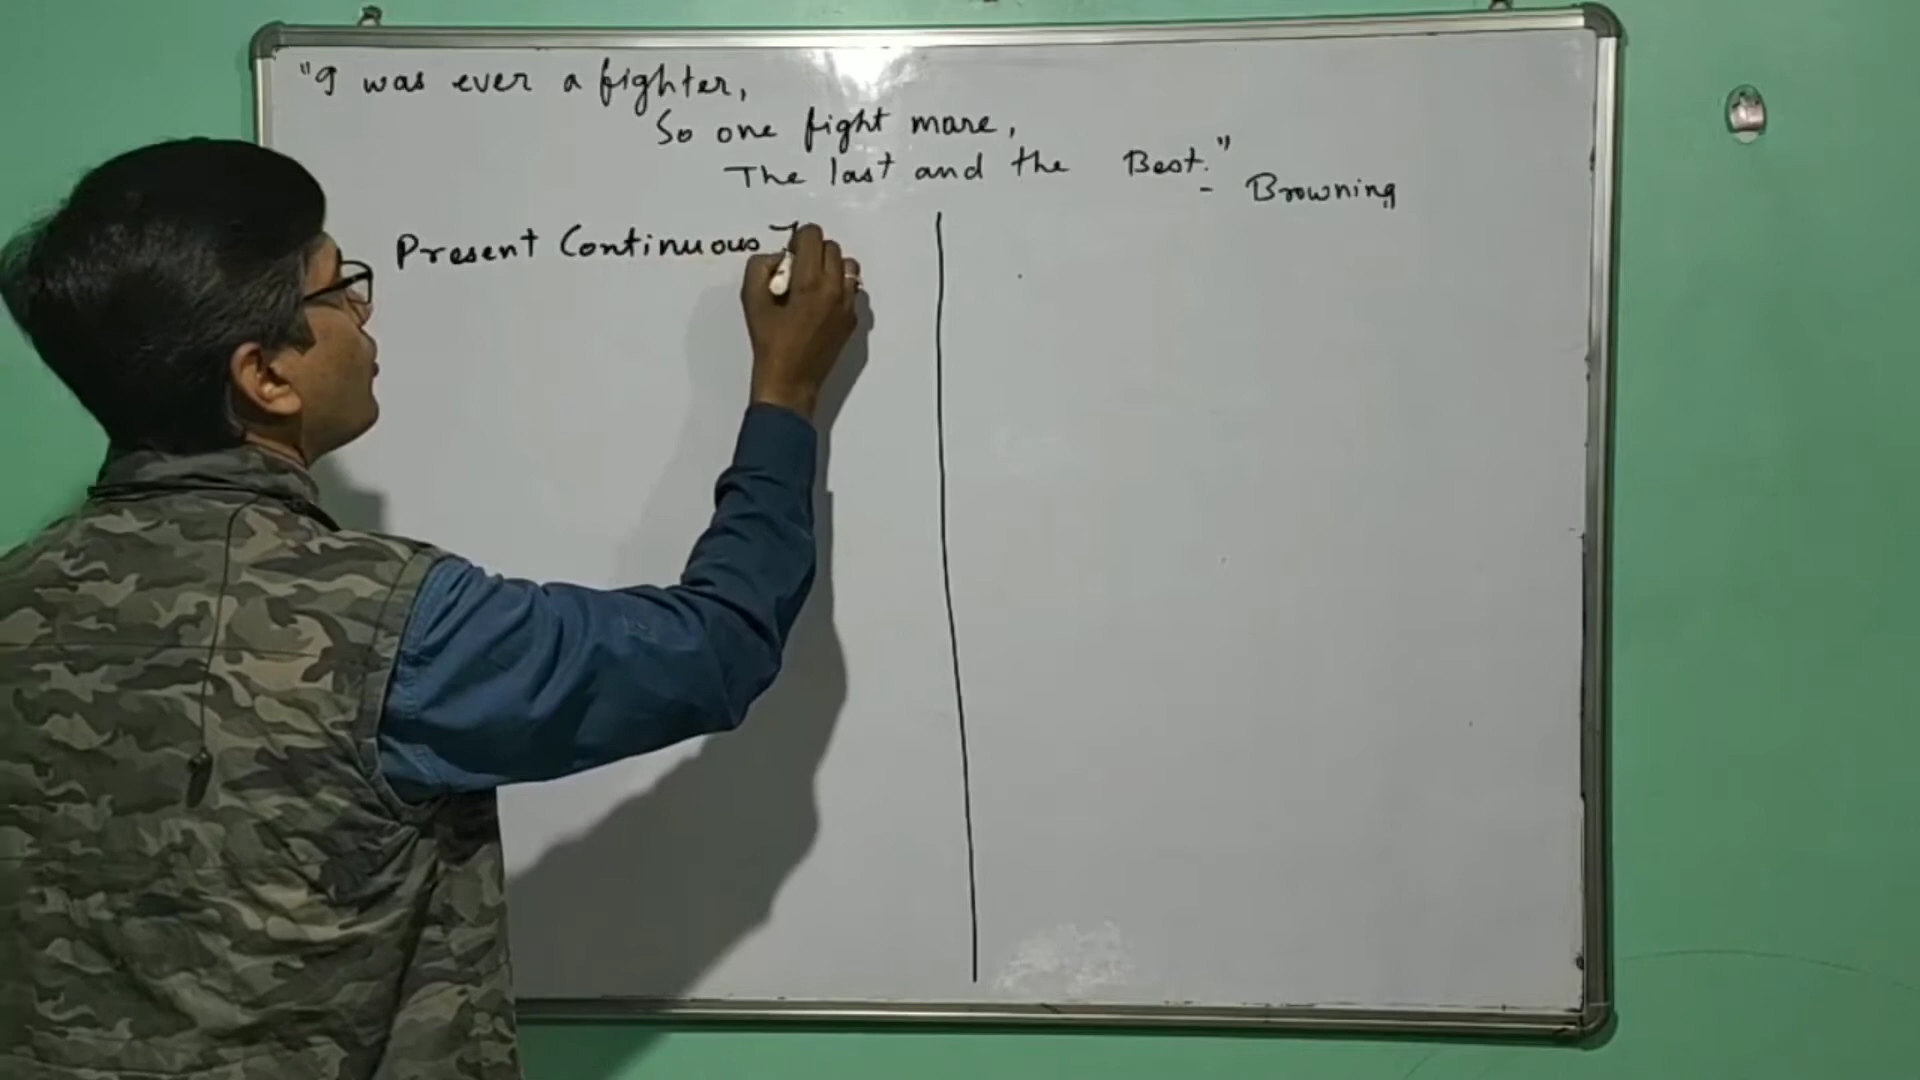 "I was ever a fighter,
So one fight more,
The last and the Best."
- Browning
Present Continuous T